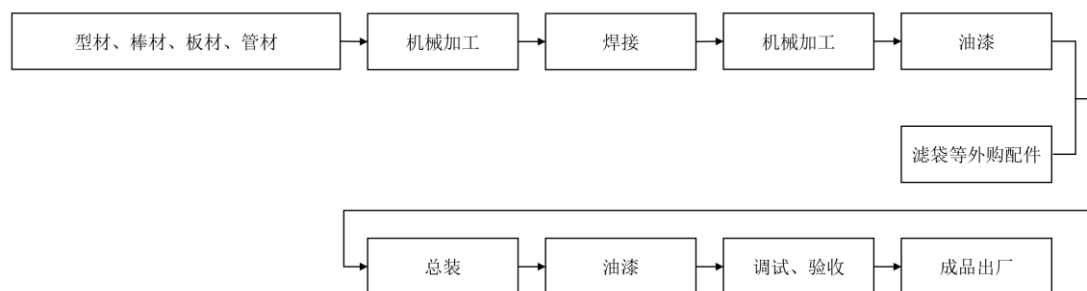 型材、棒材、板材、管材
机械加工
焊接
机械加工
油漆
滤袋等外购配件
总装
油漆
调试、验收
成品出厂